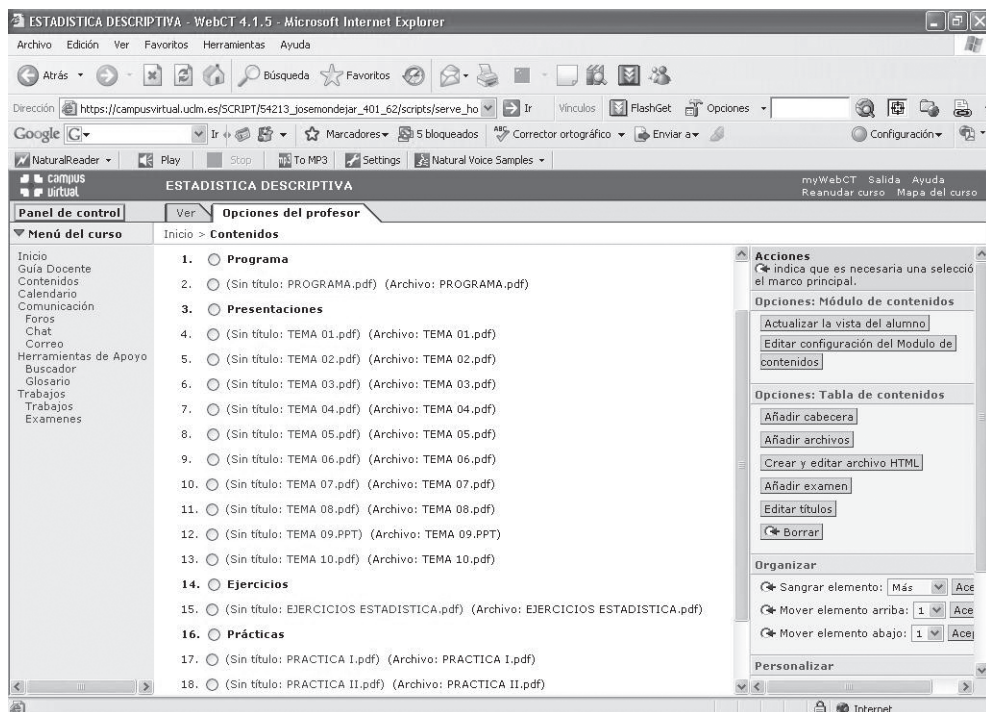 ESTADISTICA DESCRIPTIVA - WebCT 4.1.5 - Microsoft Internet Explorer
Archivo Edición Ver Favoritos Herramientas Ayuda
Atrás Búsqueda Favoritos
Dirección https://campusvirtual.uclm.es/SCRIPT/54213_josemondejar_401_62/scripts/serve_ho Ir Vínculos FlashGet Opciones
Google G Ir Marcadores 5 bloqueados ABC Corrector ortográfico Enviar a Configuración
NaturalReader Play Stop mp3 To MP3 Settings Natural Voice Samples
campus virtual ESTADISTICA DESCRIPTIVA
myWebCT Salida Ayuda
Reanudar curso Mapa del curso
Panel de control Ver Opciones del profesor
Menú del curso Inicio > Contenidos
Inicio
Guía Docente
Contenidos
Calendario
Comunicación
Foros
Chat
Correo
Herramientas de Apoyo
Buscador
Glosario
Trabajos
Trabajos
Examenes
1. Programa
2. (Sin título: PROGRAMA.pdf) (Archivo: PROGRAMA.pdf)
3. Presentaciones
4. (Sin título: TEMA 01.pdf) (Archivo: TEMA 01.pdf)
5. (Sin título: TEMA 02.pdf) (Archivo: TEMA 02.pdf)
6. (Sin título: TEMA 03.pdf) (Archivo: TEMA 03.pdf)
7. (Sin título: TEMA 04.pdf) (Archivo: TEMA 04.pdf)
8. (Sin título: TEMA 05.pdf) (Archivo: TEMA 05.pdf)
9. (Sin título: TEMA 06.pdf) (Archivo: TEMA 06.pdf)
10. (Sin título: TEMA 07.pdf) (Archivo: TEMA 07.pdf)
11. (Sin título: TEMA 08.pdf) (Archivo: TEMA 08.pdf)
12. (Sin título: TEMA 09.PPT) (Archivo: TEMA 09.PPT)
13. (Sin título: TEMA 10.pdf) (Archivo: TEMA 10.pdf)
14. Ejercicios
15. (Sin título: EJERCICIOS ESTADISTICA.pdf) (Archivo: EJERCICIOS ESTADISTICA.pdf)
16. Prácticas
17. (Sin título: PRACTICA I.pdf) (Archivo: PRACTICA I.pdf)
18. (Sin título: PRACTICA II.pdf) (Archivo: PRACTICA II.pdf)
Acciones
indica que es necesaria una selecció
el marco principal.
Opciones: Módulo de contenidos
Actualizar la vista del alumno
Editar configuración del Modulo de
contenidos
Opciones: Tabla de contenidos
Añadir cabecera
Añadir archivos
Crear y editar archivo HTML
Añadir examen
Editar títulos
Borrar
Organizar
Sangrar elemento: Más Ace
Mover elemento arriba: 1 Ace
Mover elemento abajo: 1 Ace
Personalizar
Internet